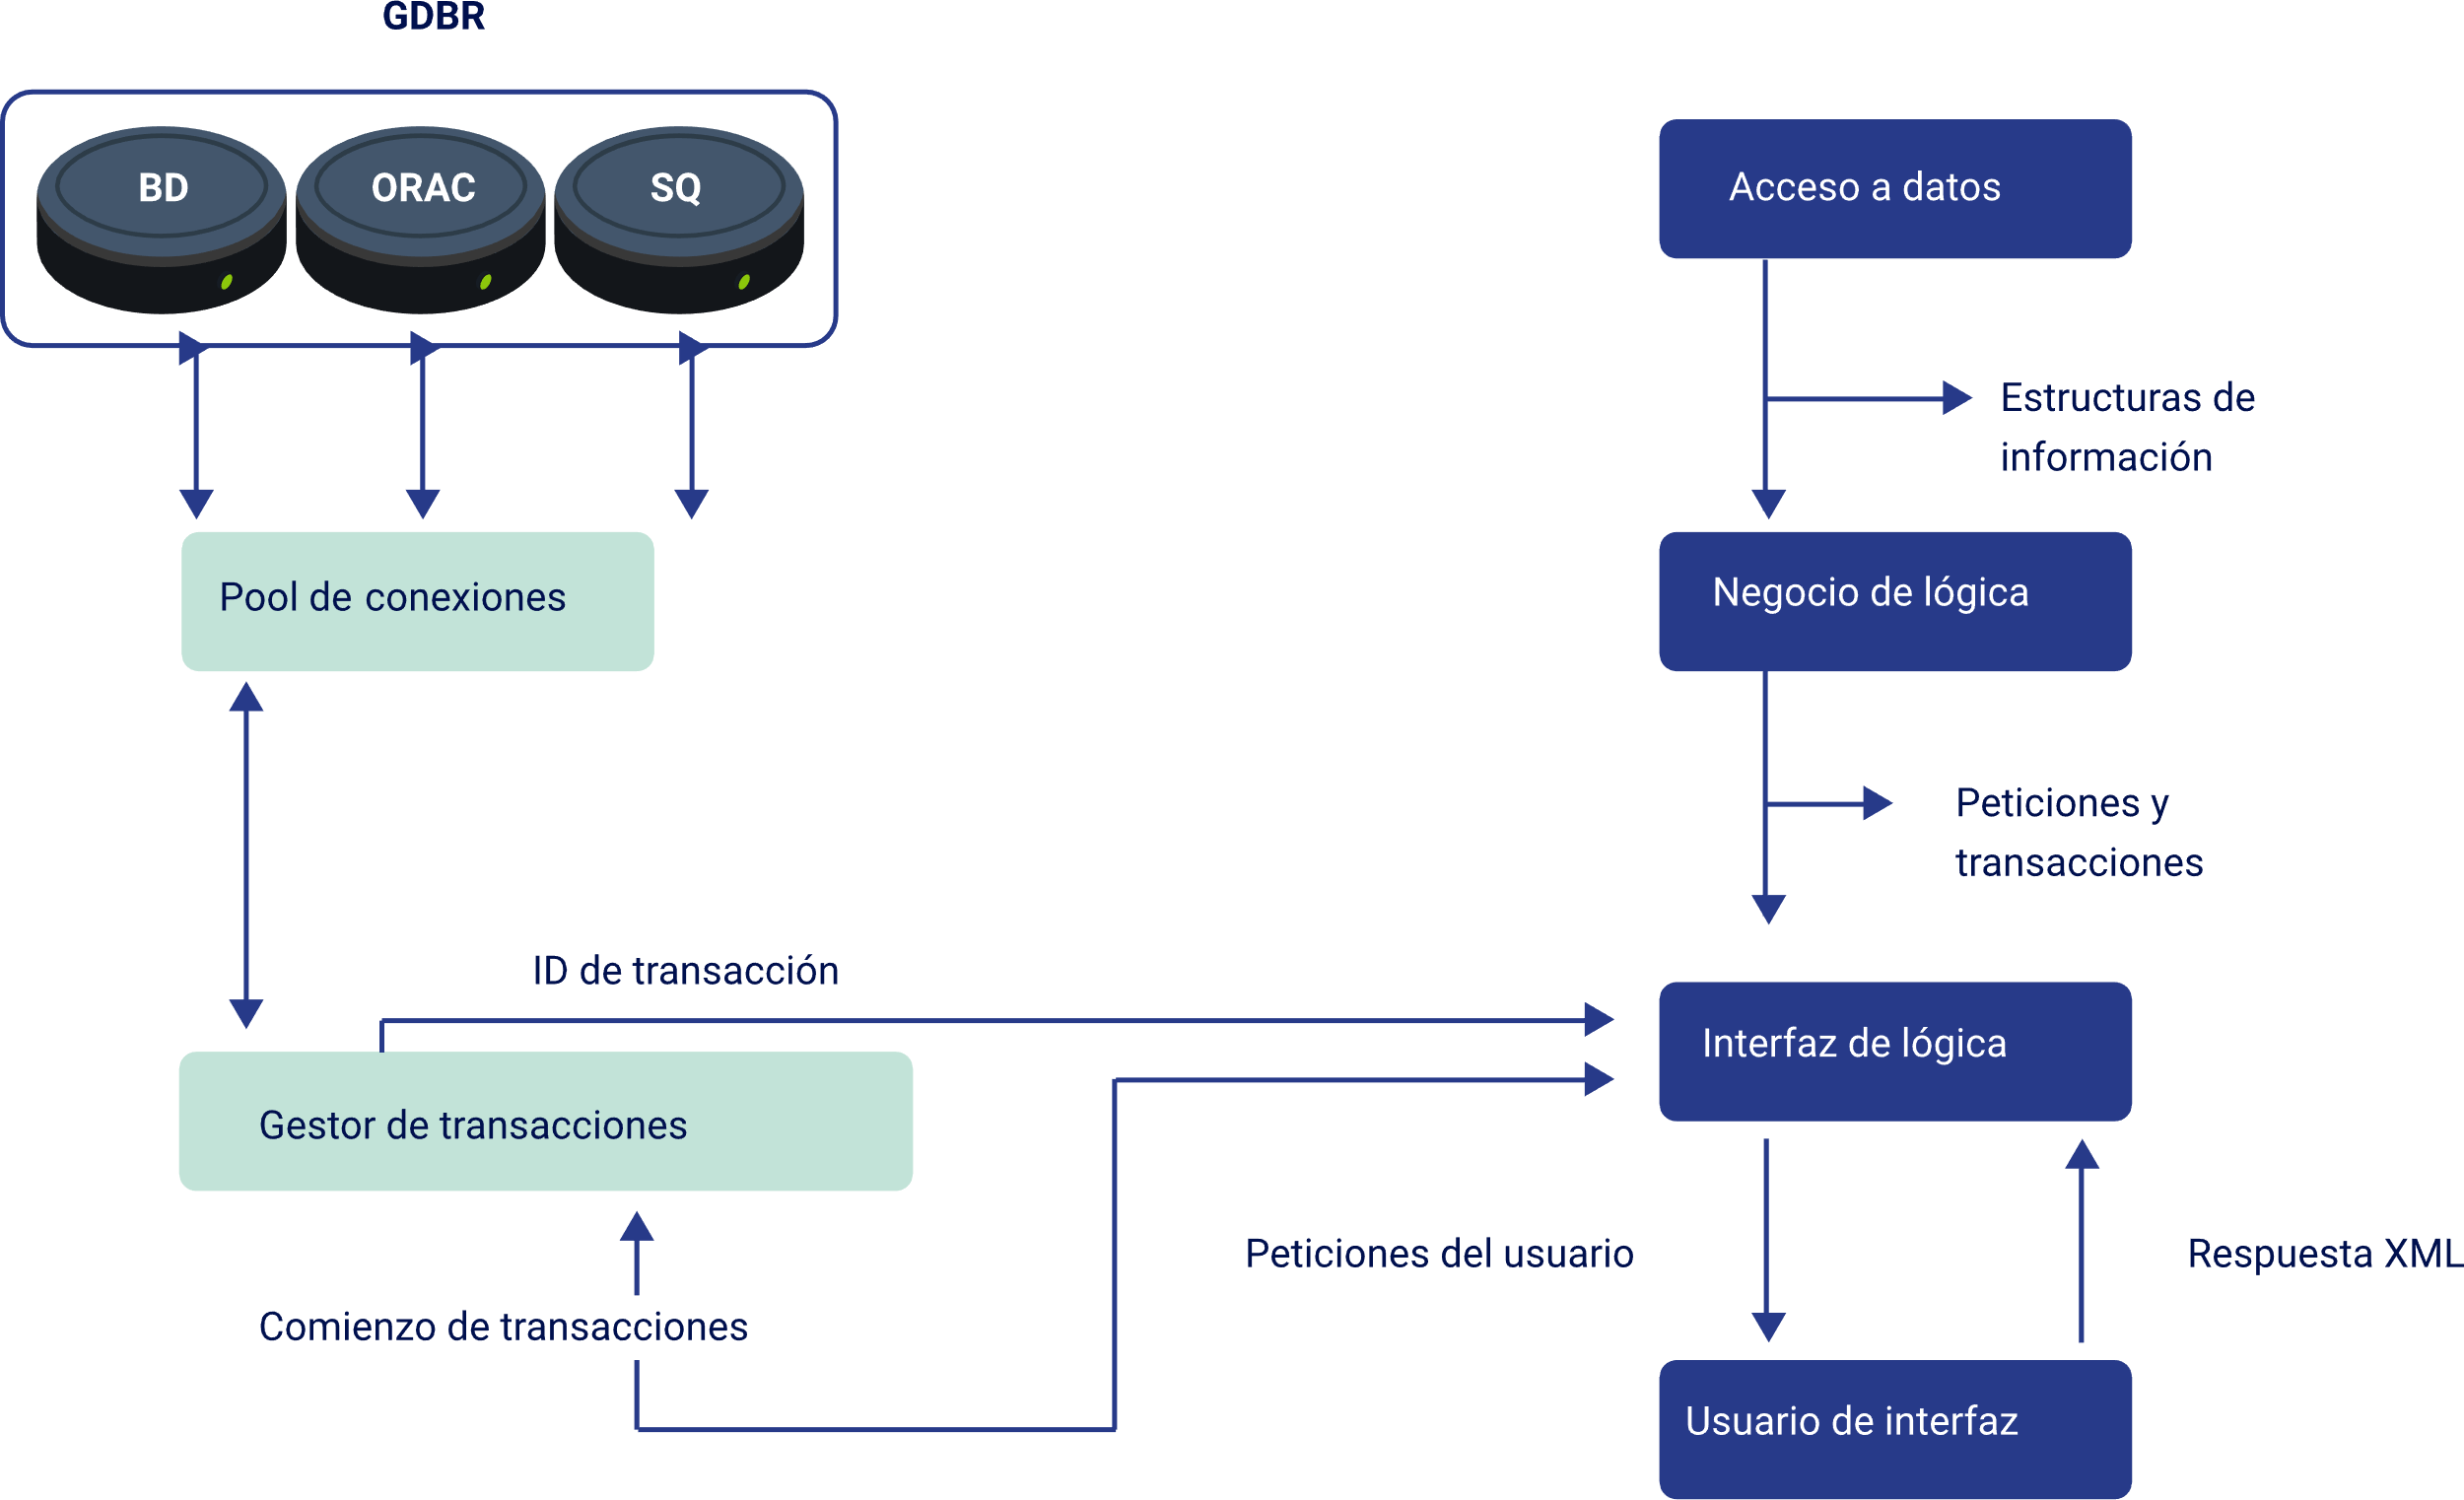 GDBR
BD
ORAC
SQ
Acceso a datos
Estructuras de
información
Pool de conexiones
Negocio de lógica
Peticiones y
transacciones
ID de transacción
Interfaz de lógica
Gestor de transacciones
Peticiones del usuario
Respuesta XML
Comienzo de transacciones
Usuario de interfaz